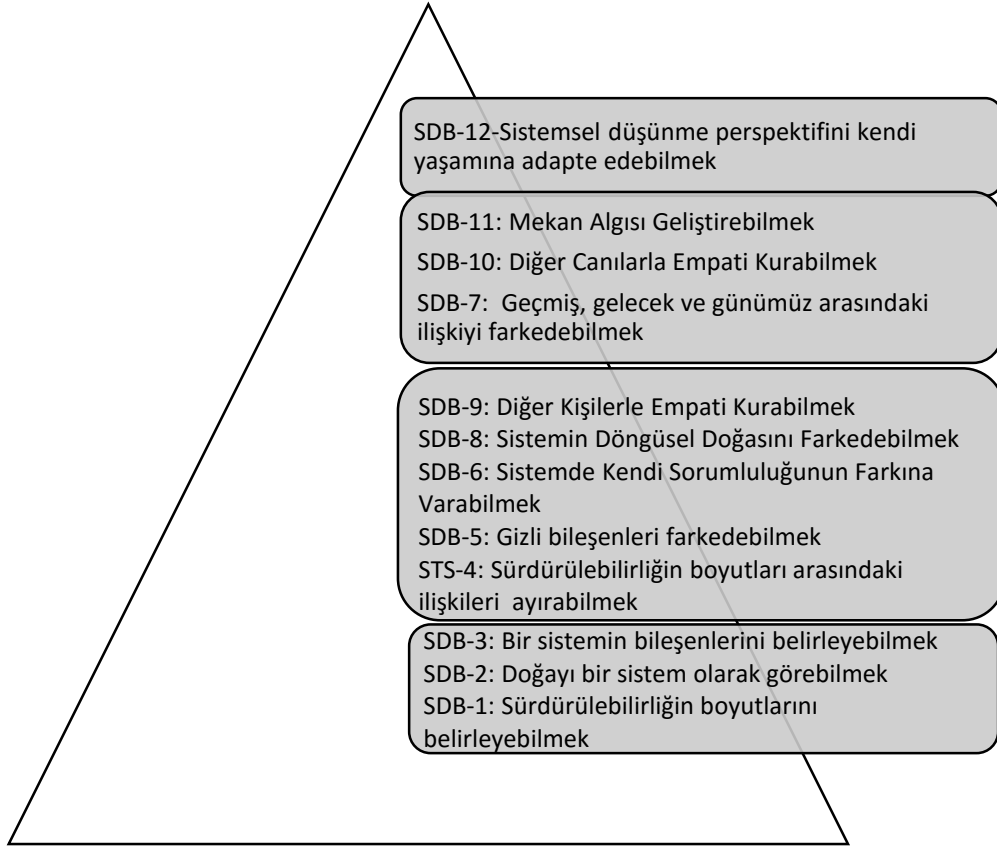 SDB-12-Sistemsel düşünme perspektifini kendi
yaşamına adapte edebilmek
SDB-11: Mekan Algısı Geliştirebilmek
SDB-10: Diğer Canılarla Empati Kurabilmek
SDB-7:  Geçmiş, gelecek ve günümüz arasındaki
ilişkiyi farkedebilmek
SDB-9: Diğer Kişilerle Empati Kurabilmek
SDB-8: Sistemin Döngüsel Doğasını Farkedebilmek
SDB-6: Sistemde Kendi Sorumluluğunun Farkına
Varabilmek
SDB-5: Gizli bileşenleri farkedebilmek
STS-4: Sürdürülebilirliğin boyutları arasındaki
ilişkileri  ayırabilmek
SDB-3: Bir sistemin bileşenlerini belirleyebilmek
SDB-2: Doğayı bir sistem olarak görebilmek
SDB-1: Sürdürülebilirliğin boyutlarını
belirleyebilmek